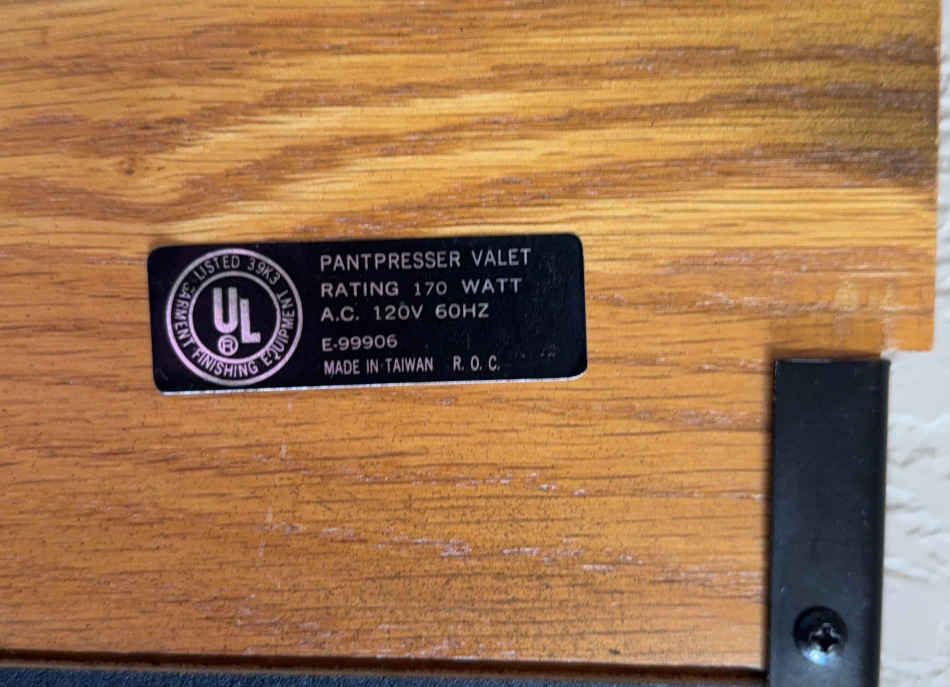 LISTED 39K3
UL
®
GARMENT FINISHING EQUIPMENT
PANTPRESSER VALET
RATING 170 WATT
A.C. 120V 60HZ
E-99906
MADE IN TAIWAN R. O. C.